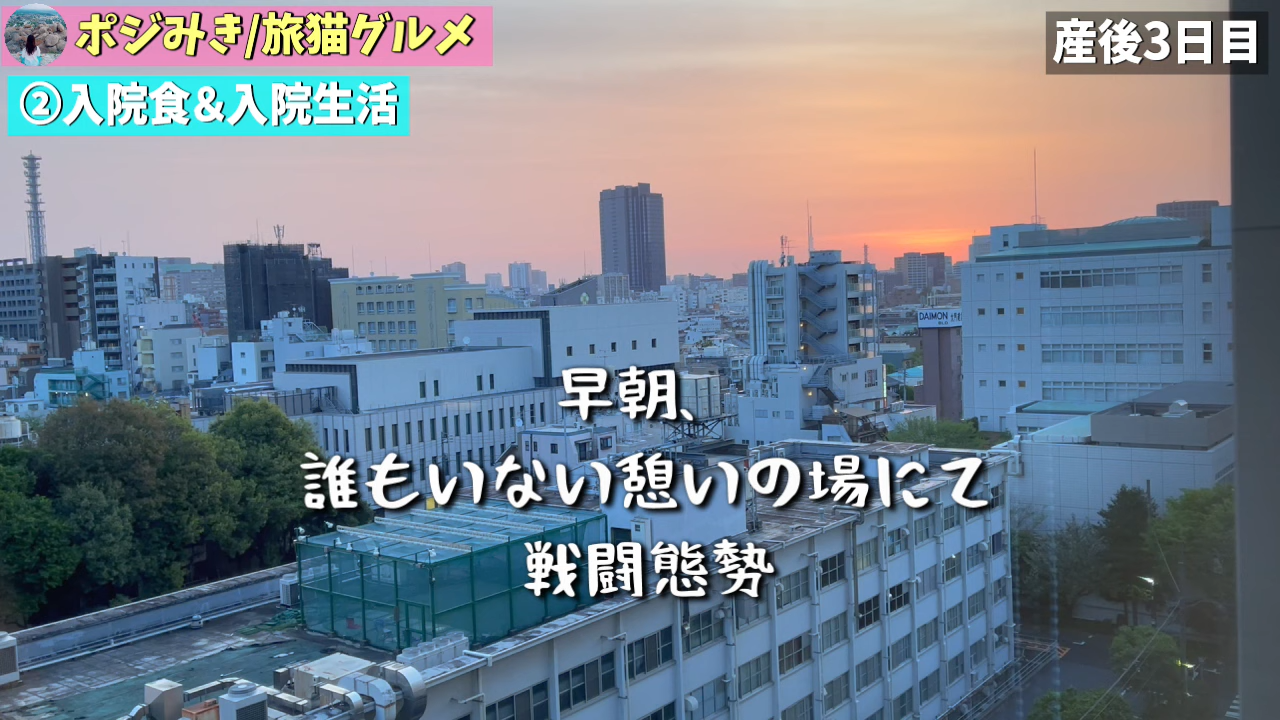 ポジみき/旅猫グルメ
産後3日目
②入院食&入院生活
DAIMON
早朝、
誰もいない憩いの場にて
戦闘態勢